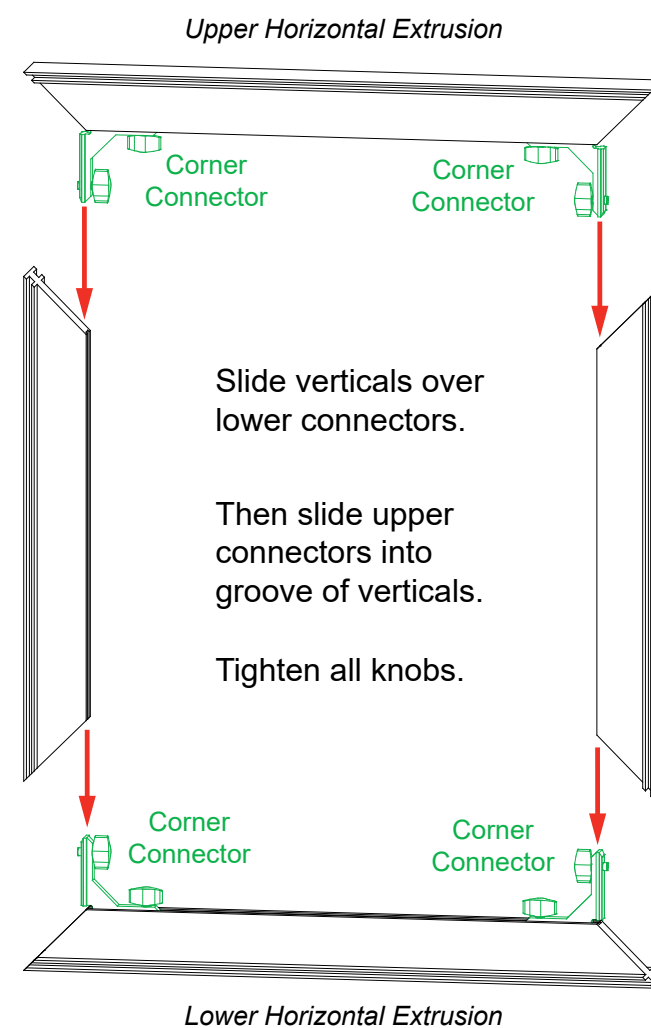 Upper Horizontal Extrusion
Corner
Connector
Corner
Connector
Slide verticals over
lower connectors.
Then slide upper
connectors into
groove of verticals.
Tighten all knobs.
Corner
Connector
Corner
Connector
Lower Horizontal Extrusion